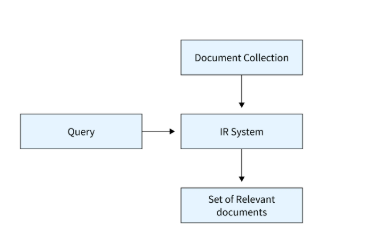 Document Collection
Query
IR System
Set of Relevant
documents